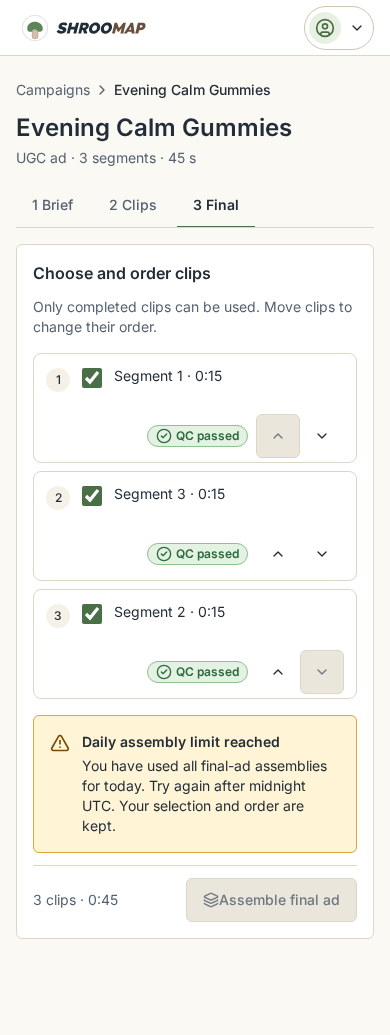 SHROOMAP
Campaigns > Evening Calm Gummies
Evening Calm Gummies
UGC ad · 3 segments · 45 s
1 Brief 2 Clips 3 Final
Choose and order clips
Only completed clips can be used. Move clips to
change their order.
1 Segment 1 · 0:15
QC passed
2 Segment 3 · 0:15
QC passed
3 Segment 2 · 0:15
QC passed
Daily assembly limit reached
You have used all final-ad assemblies
for today. Try again after midnight
UTC. Your selection and order are
kept.
3 clips · 0:45 Assemble final ad